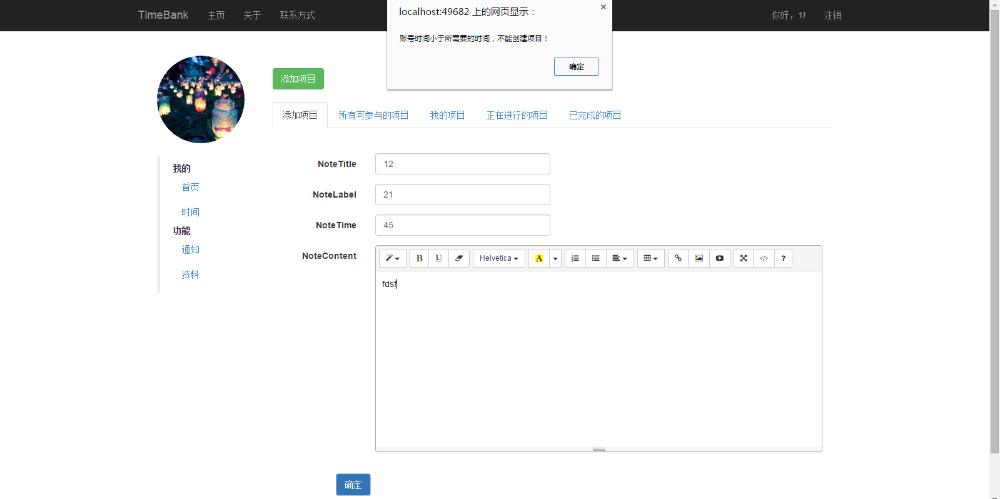 TimeBank 主页 关于 联系方式 你好，1! 注销
localhost:49682 上的网页显示：
账号时间小于所需要的时间，不能创建项目！
确定
添加项目
添加项目 所有可参与的项目 我的项目 正在进行的项目 已完成的项目
我的
首页
时间
功能
通知
资料
NoteTitle 12
NoteLabel 21
NoteTime 45
NoteContent
B U Helvetica A </> ?
fdsf
确定